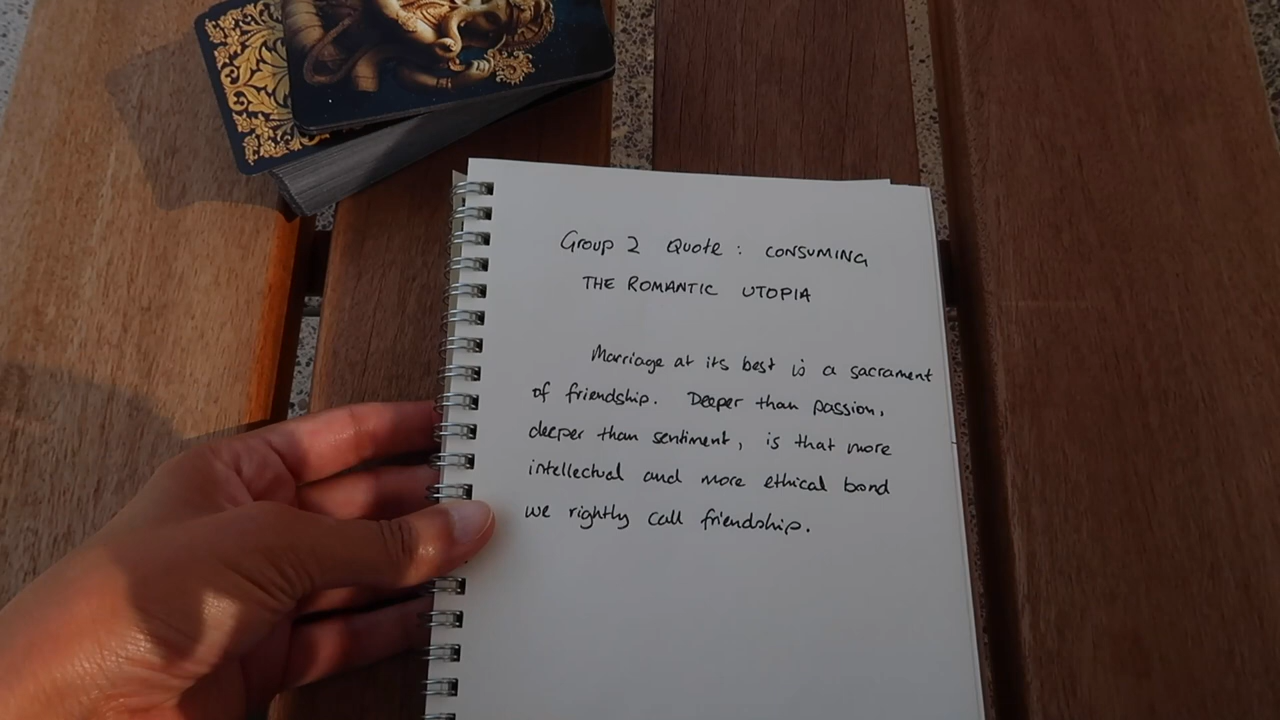 Group 2 Quote : CONSUMING
THE ROMANTIC UTOPIA
Marriage at its best is a sacrament
of friendship. Deeper than passion,
deeper than sentiment, is that more
intellectual and more ethical bond
we rightly call friendship.